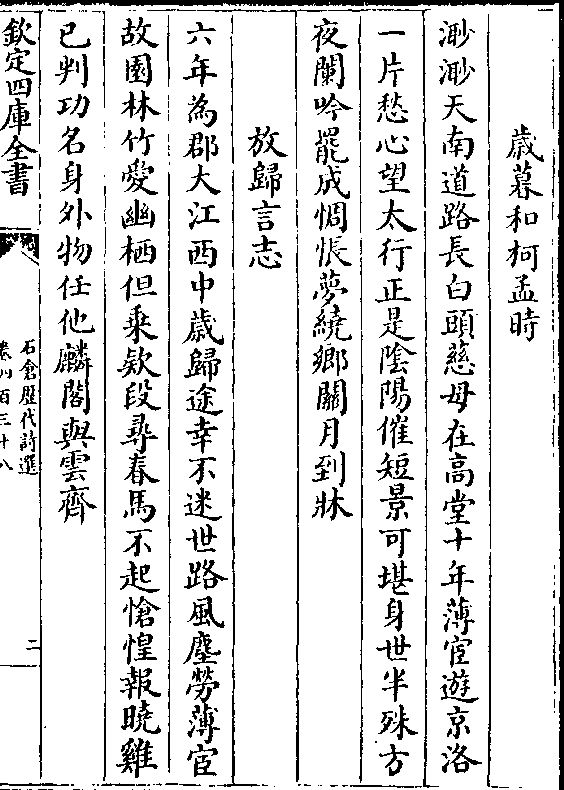 歳暮和柯孟時
渺渺天南道路長白頭慈母在高堂十年薄宦遊京洛
一片愁心望太行正是陰陽催短景可堪身世半殊方
夜闌吟罷成惆悵夢繞鄉關月到牀
放歸言志
六年為郡大江西中歳歸途幸不迷世路風塵勞薄宦
故園林竹愛幽栖但乗欵段尋春馬不起愴惶報曉雞
已判功名身外物任他麟閣與雲齊
欽定四庫全書
石倉歴代詩選
卷四百三十八
二